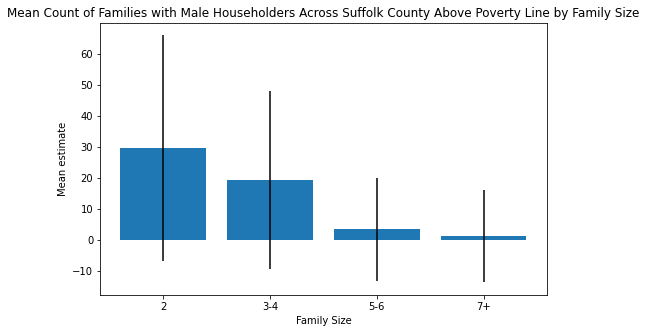 Mean Count of Families with Male Householders Across Suffolk County Above Poverty Line by Family Size
60
50
40
30
20
10
0
−10
Mean estimate
2 3-4 5-6 7+
Family Size